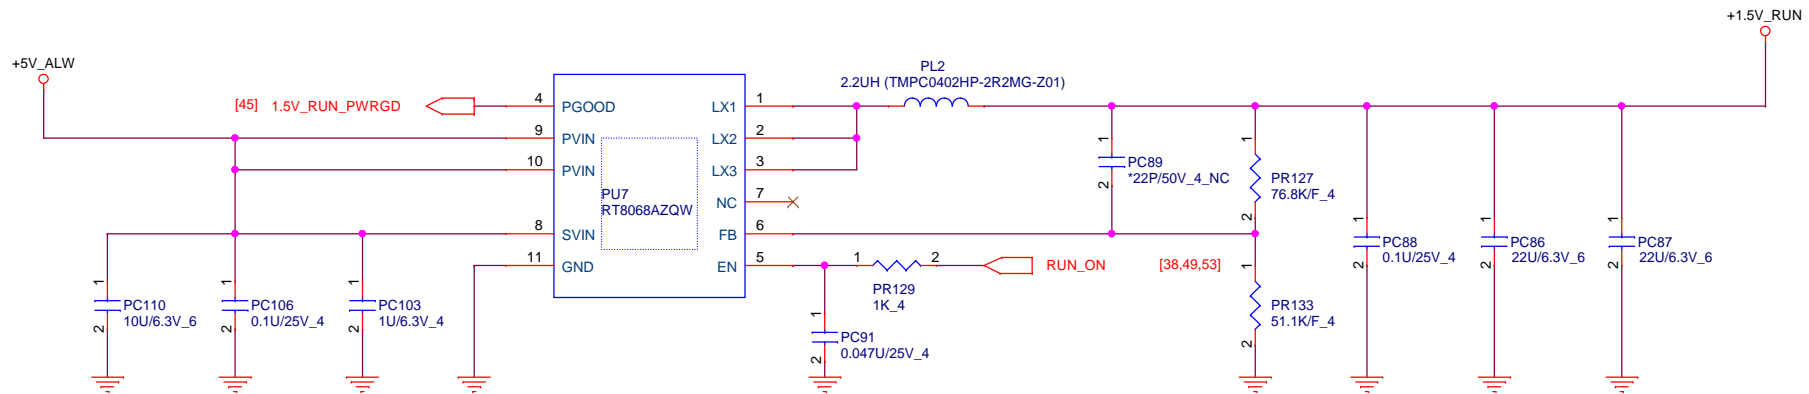 +1.5V_RUN
+5V_ALW
PL2
2.2UH (TMPC0402HP-2R2MG-Z01)
[45] 1.5V_RUN_PWRGD
4 PGOOD
9 PVIN
10 PVIN
8 SVIN
11 GND
PU7
RT8068AZQW
LX1 1
LX2 2
LX3 3
NC 7
FB 6
EN 5
1
PC89
*22P/50V_4_NC
2
1
PR127
76.8K/F_4
2
1 2
PR129
1K_4
RUN_ON [38,49,53]
1
PC110
10U/6.3V_6
2
1
PC106
0.1U/25V_4
2
1
PC103
1U/6.3V_4
2
1
PC91
0.047U/25V_4
2
1
PR133
51.1K/F_4
2
1
PC88
0.1U/25V_4
2
1
PC86
22U/6.3V_6
2
1
PC87
22U/6.3V_6
2